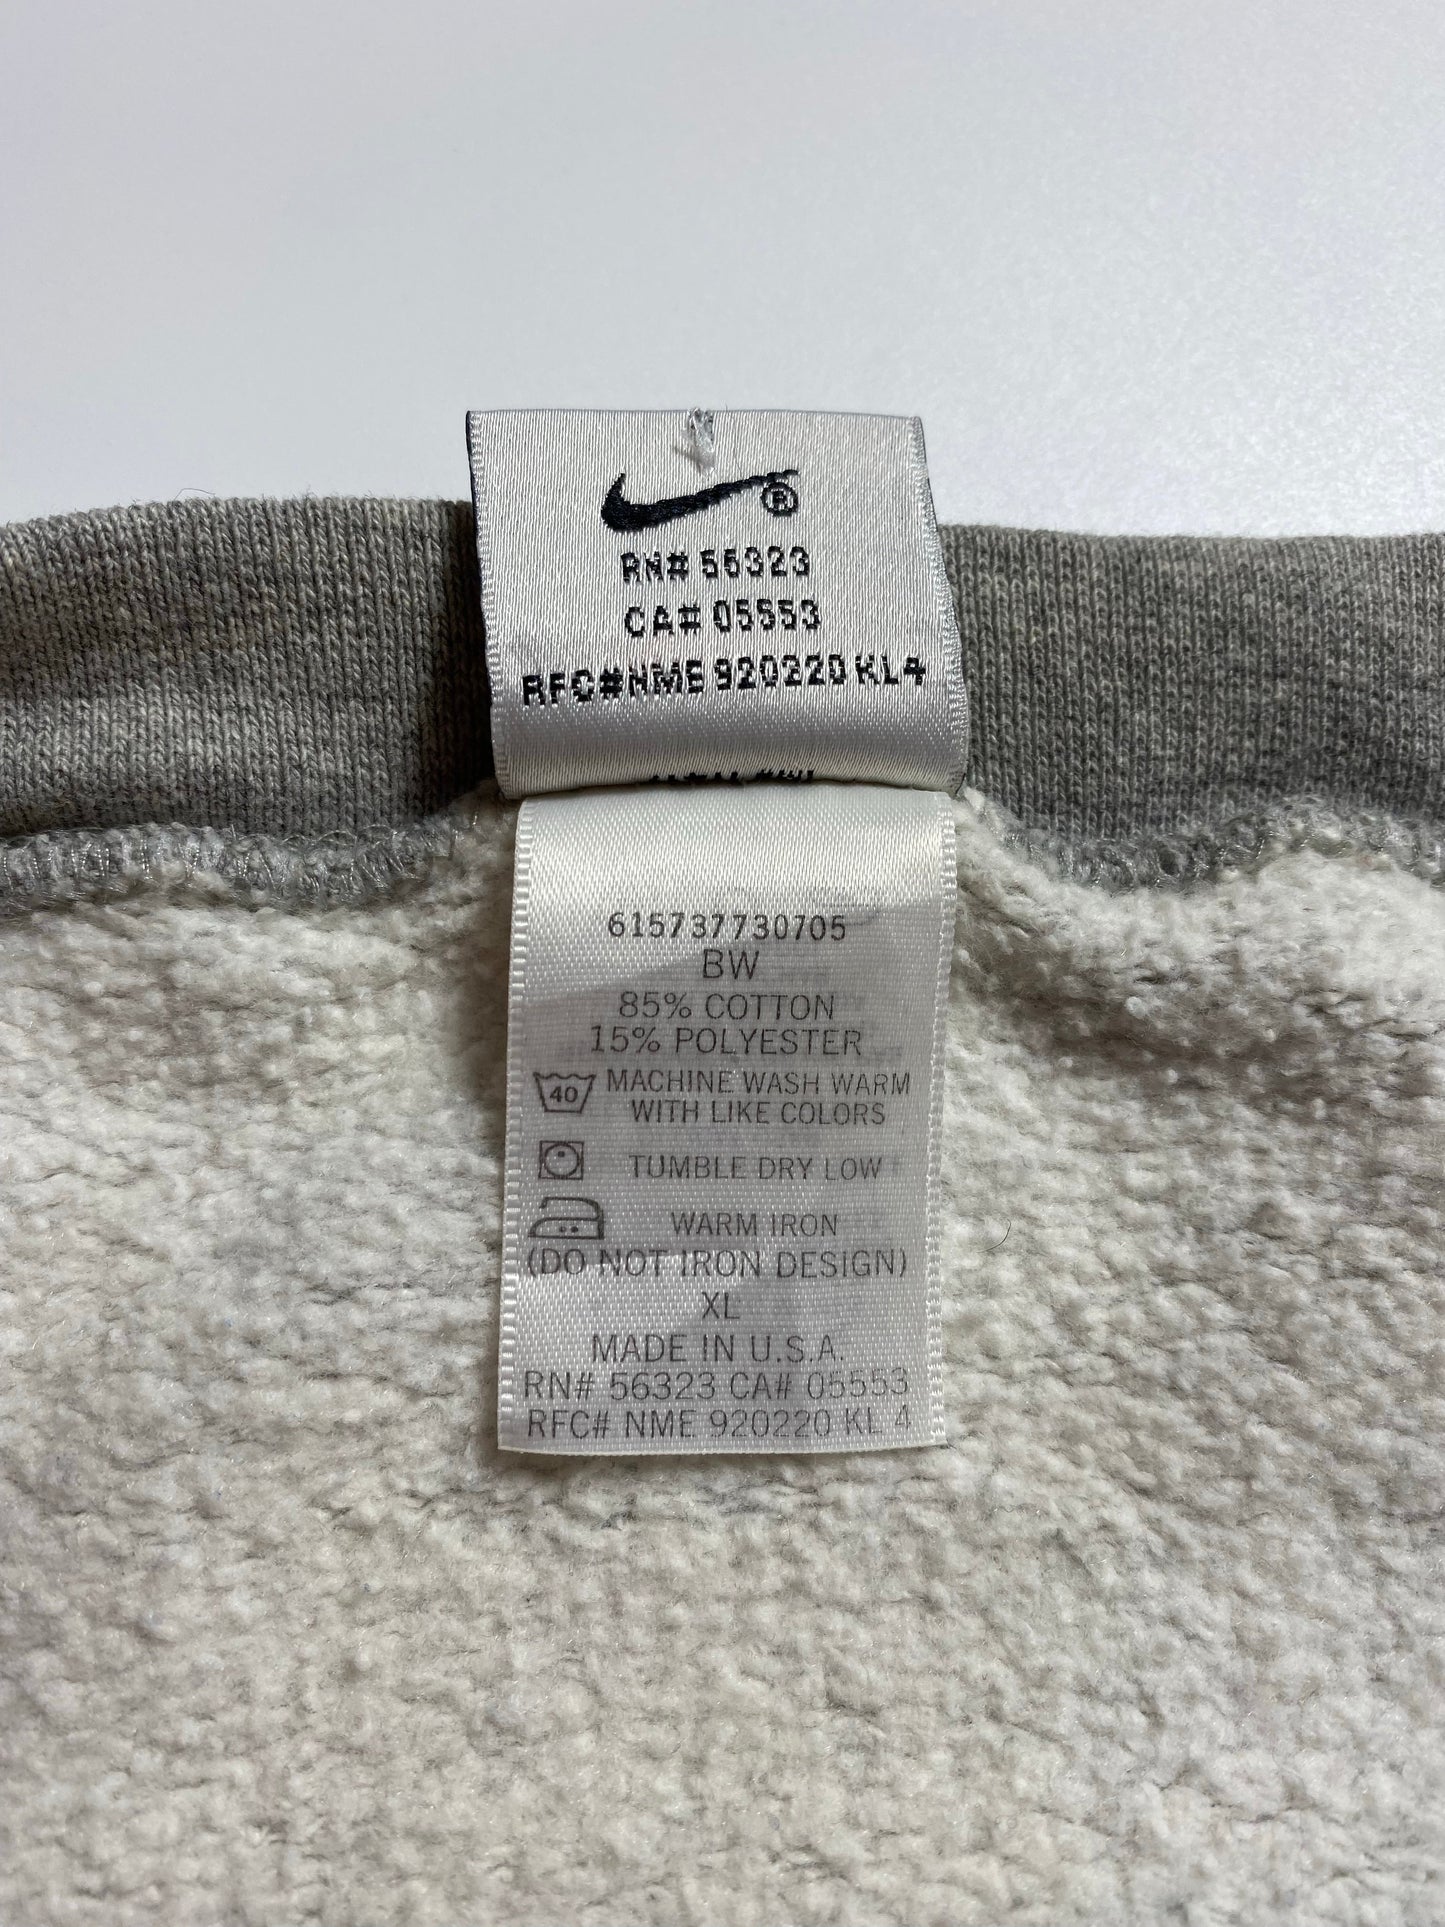 ®
RN# 56323
CA# 05553
RFC#NME 920220 KL4
615737730705
BW
85% COTTON
15% POLYESTER
40 MACHINE WASH WARM
WITH LIKE COLORS
TUMBLE DRY LOW
WARM IRON
(DO NOT IRON DESIGN)
XL
MADE IN U.S.A.
RN# 56323 CA# 05553
RFC# NME 920220 KL 4